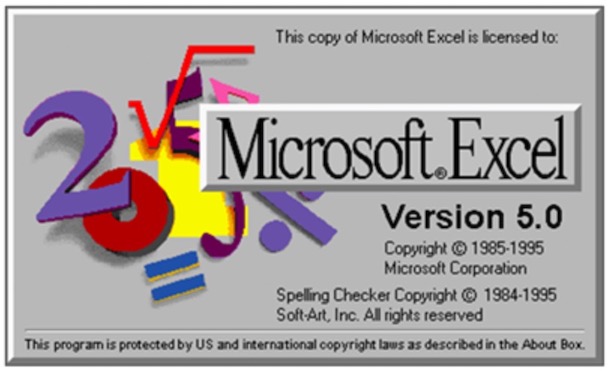 This copy of Microsoft Excel is licensed to:
Microsoft® Excel
Version 5.0
Copyright © 1985-1995
Microsoft Corporation
Spelling Checker Copyright © 1984-1995
Soft-Art, Inc. All rights reserved
This program is protected by US and international copyright laws as described in the About Box.